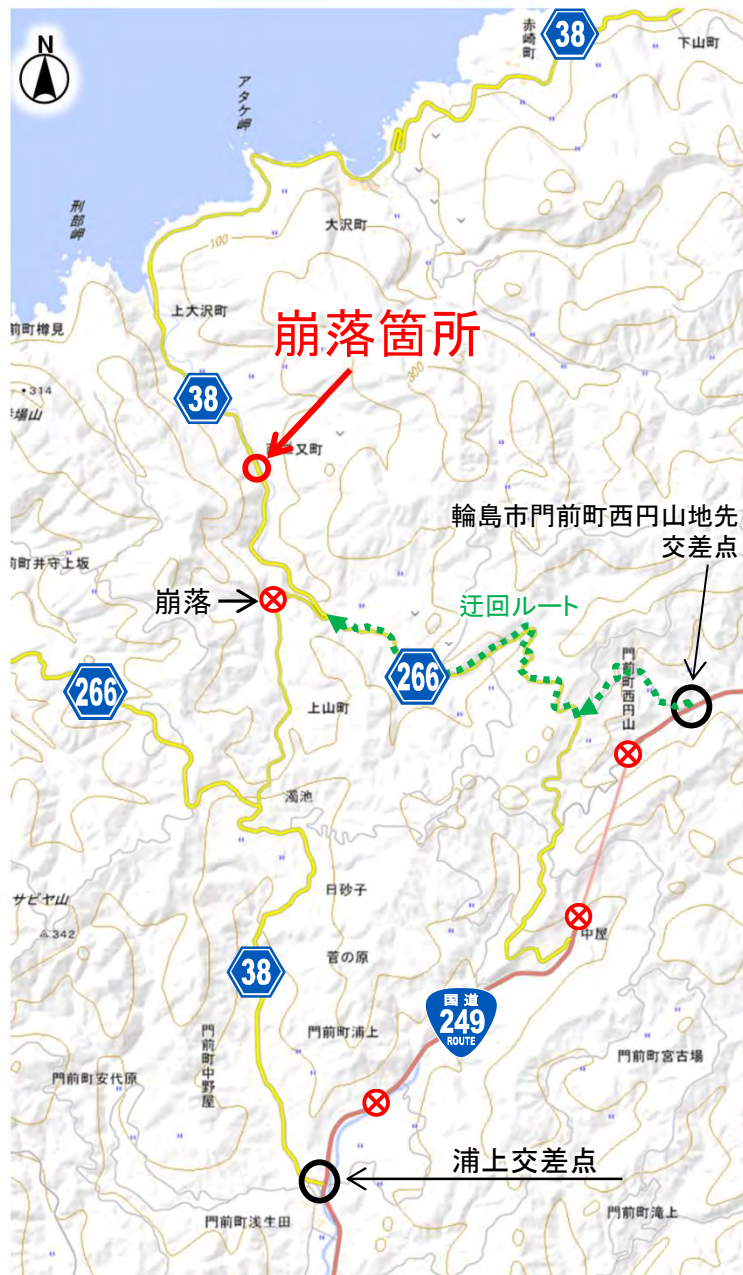 N
38
赤崎町
下山町
アタケ岬
刑部岬
大沢町
100
上大沢町
前町樽見
崩落箇所
300
・314
38
場山
又町
輪島市門前町西円山地先
交差点
前町井守上坂
崩落
迂回ルート
266
266
門前町西円山
上山町
濁池
日砂子
サビヤ山
342
中屋
菅の原
38
国道
249
ROUTE
門前町浦上
門前町中野屋
門前町宮古場
門前町安代原
浦上交差点
門前町浅生田
門前町滝上